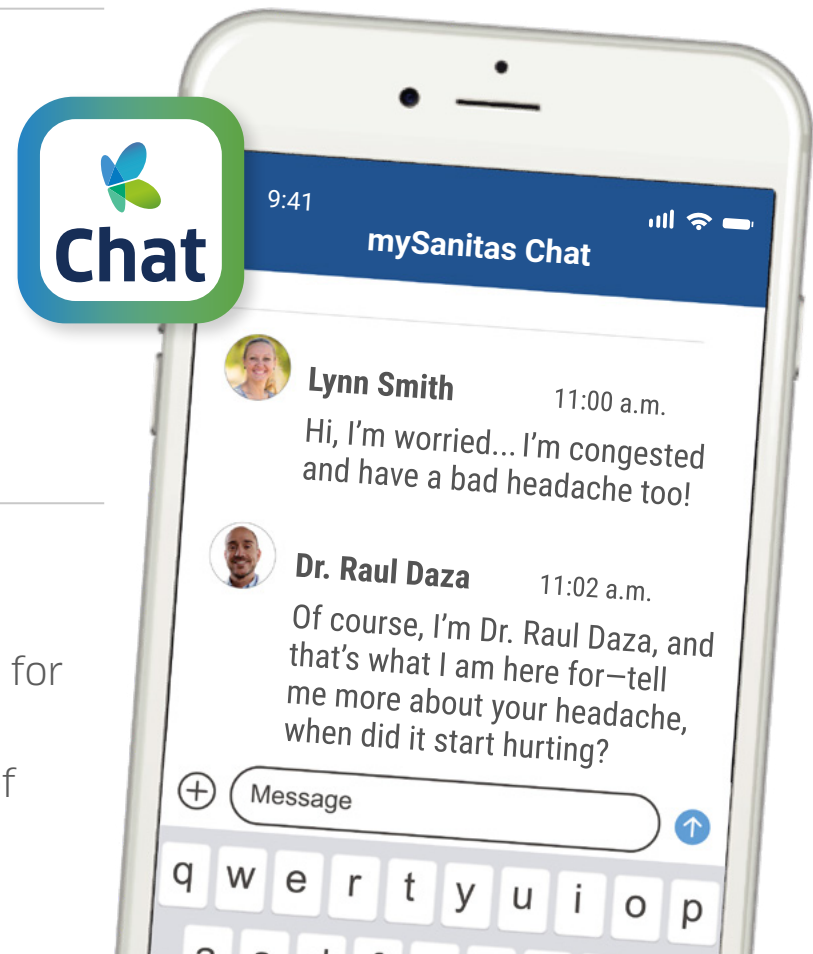 Chat
9:41
mySanitas Chat
Lynn Smith 11:00 a.m.
Hi, I’m worried... I’m congested
and have a bad headache too!
Dr. Raul Daza 11:02 a.m.
Of course, I’m Dr. Raul Daza, and
that’s what I am here for—tell
me more about your headache,
when did it start hurting?
for
f
Message
q w e r t y u i o p